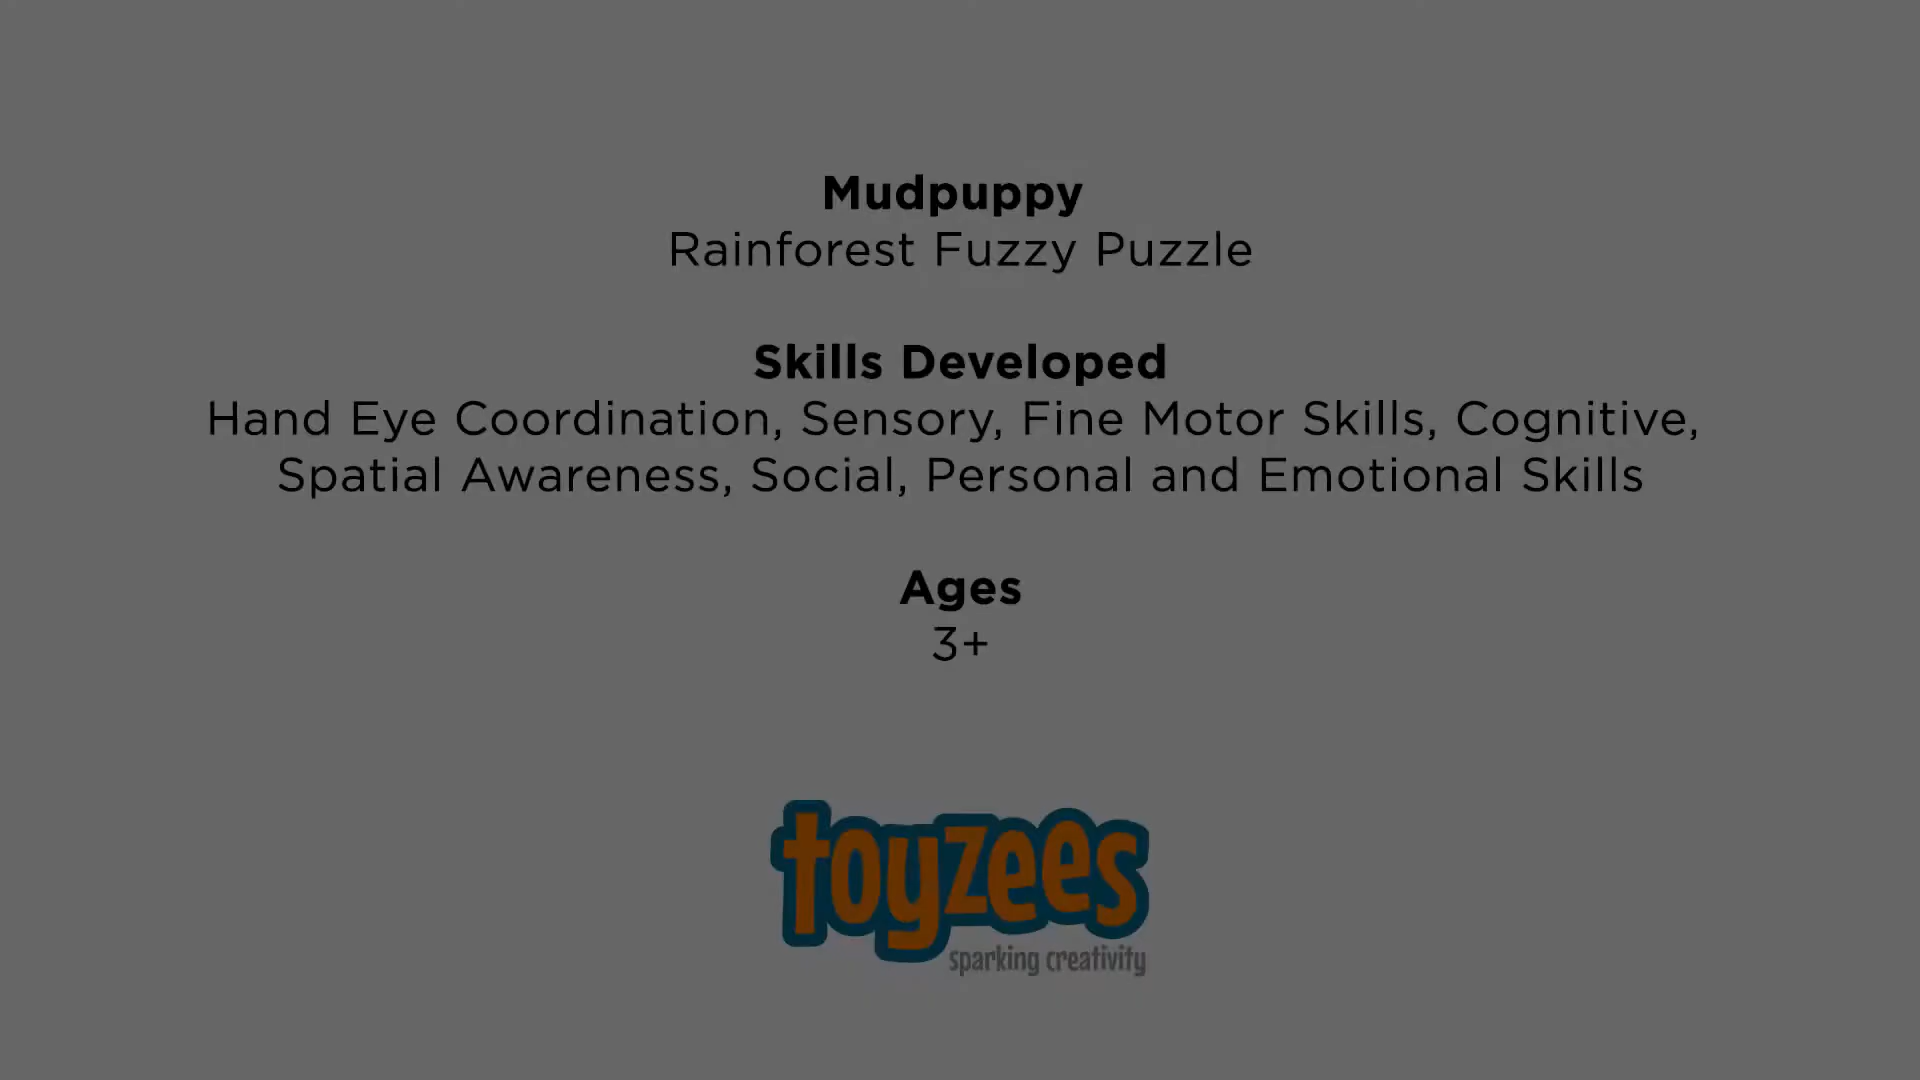 Mudpuppy
Rainforest Fuzzy Puzzle
Skills Developed
Hand Eye Coordination, Sensory, Fine Motor Skills, Cognitive,
Spatial Awareness, Social, Personal and Emotional Skills
Ages
3+
toyzees
sparking creativity